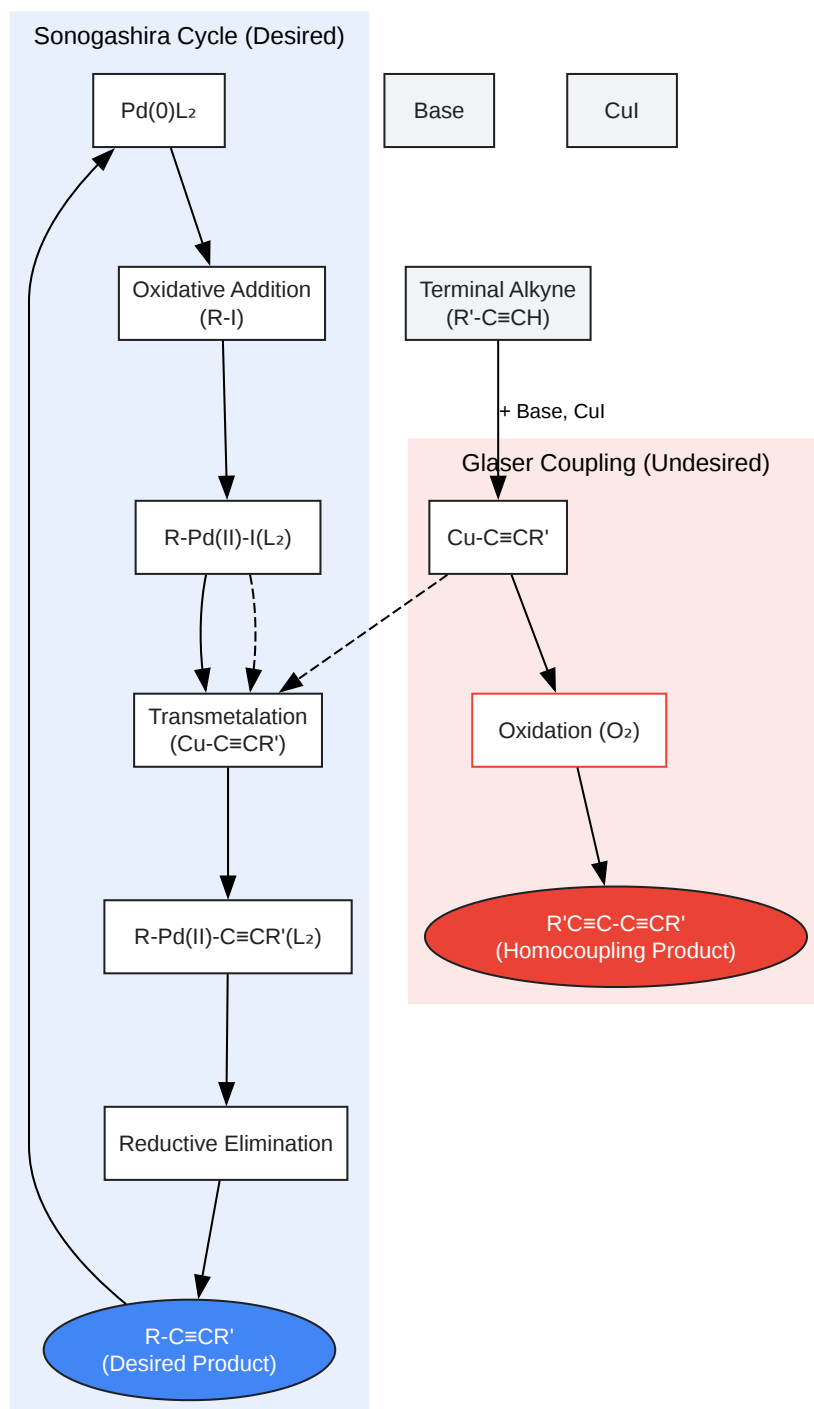 Sonogashira Cycle (Desired)
Pd(0)L₂
Base
CuI
Oxidative Addition
(R-I)
Terminal Alkyne
(R'-C≡CH)
+ Base, CuI
Glaser Coupling (Undesired)
R-Pd(II)-I(L₂)
Cu-C≡CR'
Transmetalation
(Cu-C≡CR')
Oxidation (O₂)
R-Pd(II)-C≡CR'(L₂)
R'C≡C-C≡CR'
(Homocoupling Product)
Reductive Elimination
R-C≡CR'
(Desired Product)